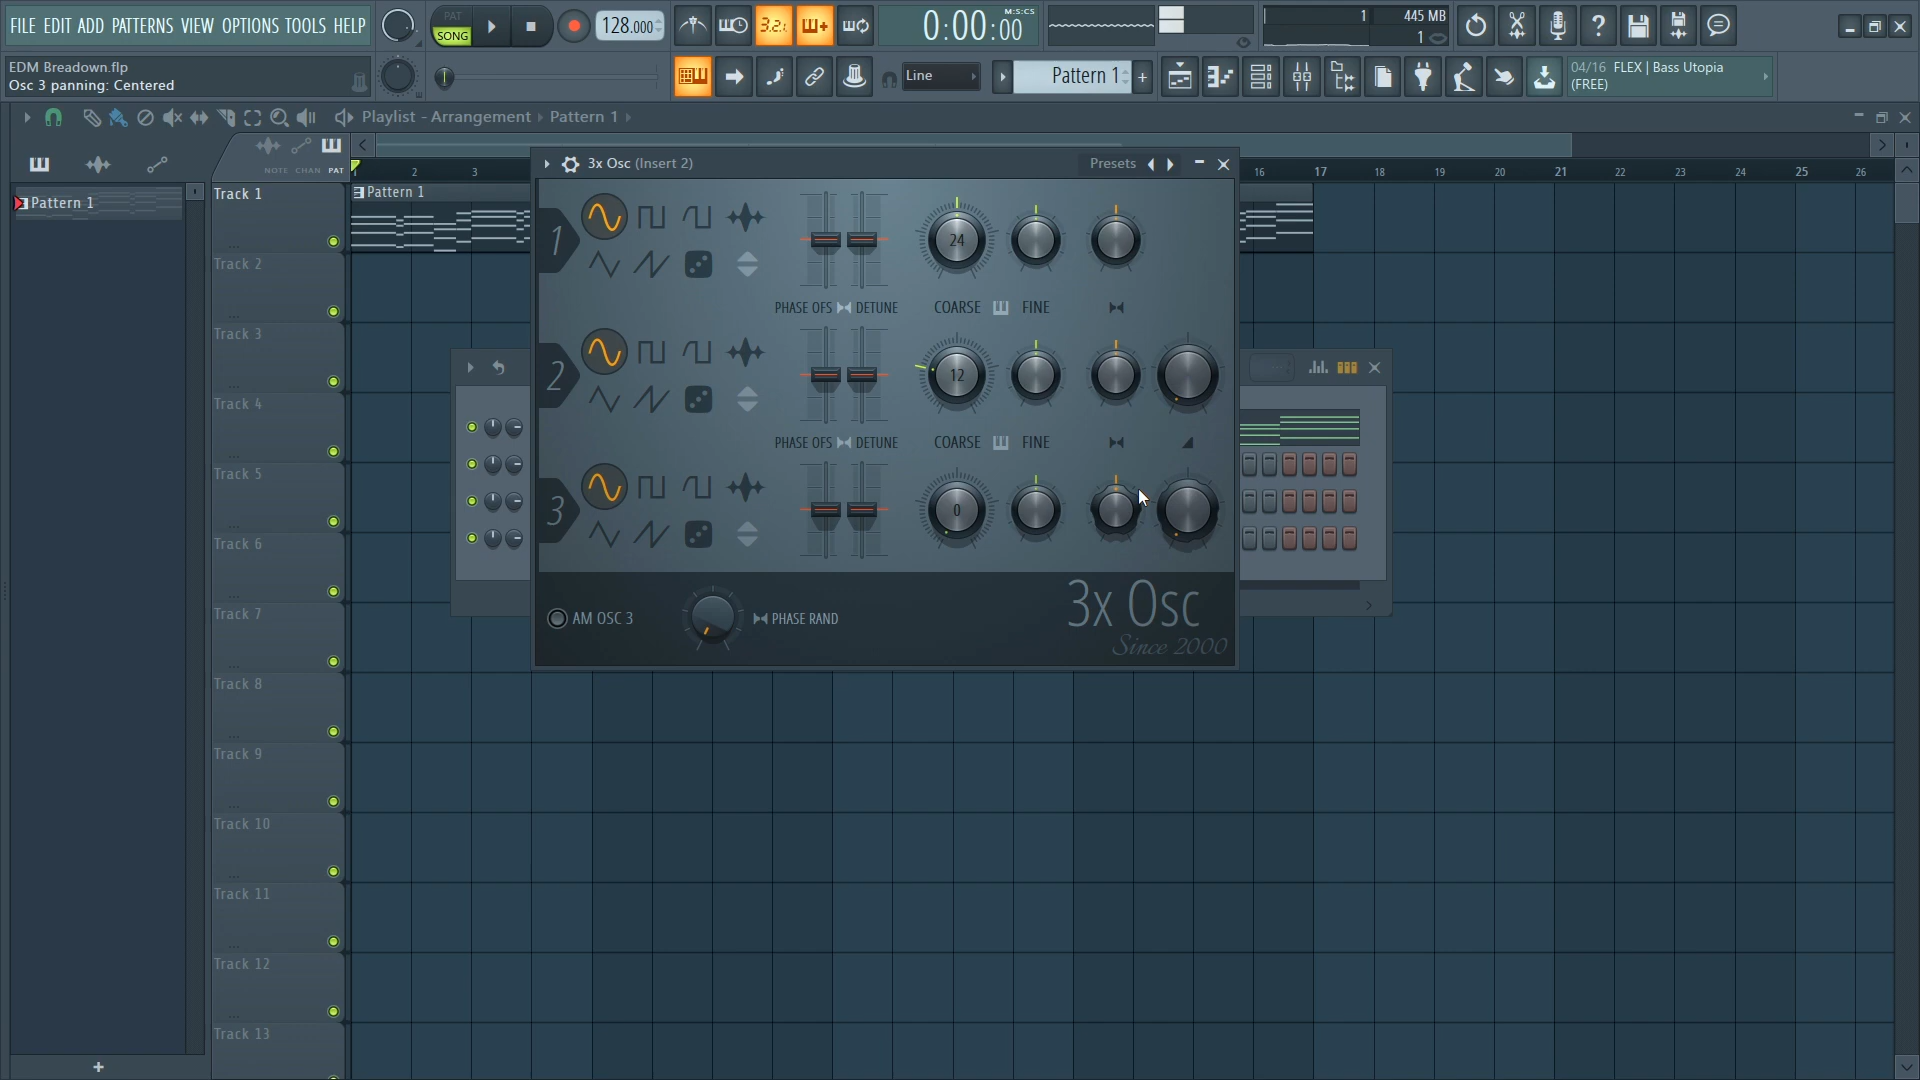 FILE EDIT ADD PATTERNS VIEW OPTIONS TOOLS HELP
PAT
SONG
128.000
3.2.
0:00:00
M:S:CS
1
445 MB
1
EDM Breadown.flp
Osc 3 panning: Centered
Line
Pattern 1
+
04/16 FLEX | Bass Utopia
(FREE)
Playlist - Arrangement › Pattern 1 ›
NOTE CHAN PAT
2 3 16 17 18 19 20 21 22 23 24 25 26
Pattern 1
Pattern 1
Track 1
Track 2
Track 3
Track 4
Track 5
Track 6
Track 7
Track 8
Track 9
Track 10
Track 11
Track 12
Track 13
3x Osc (Insert 2)
Presets
1
24
PHASE OFS DETUNE COARSE FINE
2
12
PHASE OFS DETUNE COARSE FINE
3
0
AM OSC 3
PHASE RAND
3x Osc
Since 2000
+